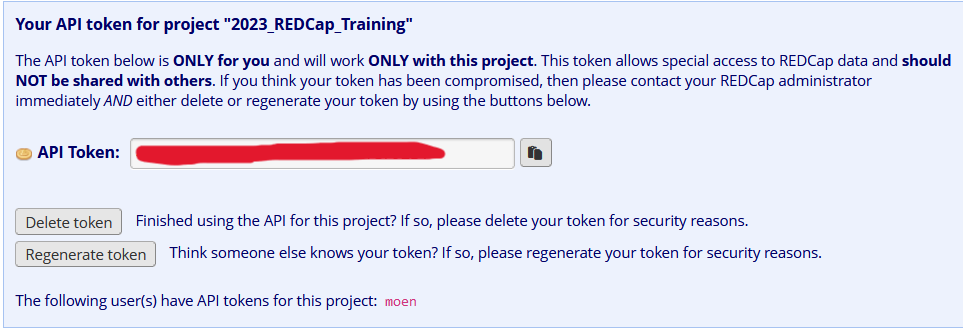 Your API token for project "2023_REDCap_Training"
The API token below is ONLY for you and will work ONLY with this project. This token allows special access to REDCap data and should
NOT be shared with others. If you think your token has been compromised, then please contact your REDCap administrator
immediately AND either delete or regenerate your token by using the buttons below.
API Token:
Delete token Finished using the API for this project? If so, please delete your token for security reasons.
Regenerate token Think someone else knows your token? If so, please regenerate your token for security reasons.
The following user(s) have API tokens for this project: moen